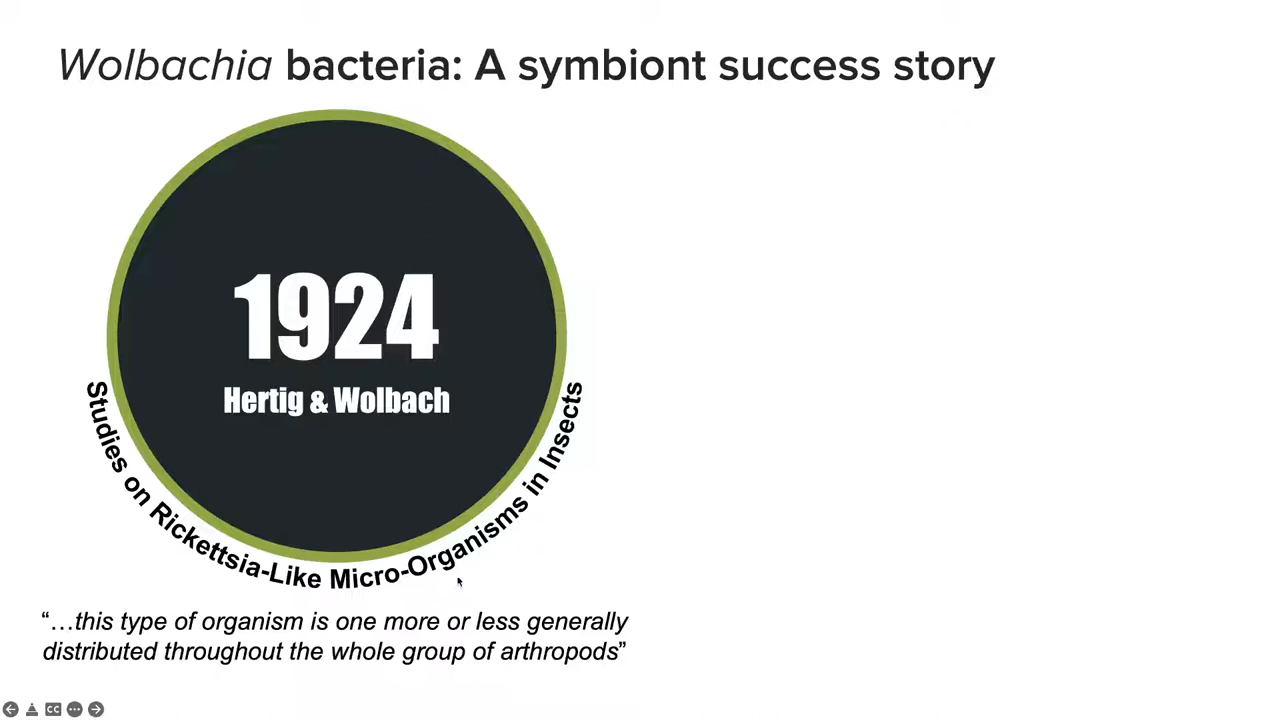 Wolbachia bacteria: A symbiont success story
1924
Hertig & Wolbach
Studies on Rickettsia-Like Micro-Organisms in Insects
“…this type of organism is one more or less generally
distributed throughout the whole group of arthropods”
CC